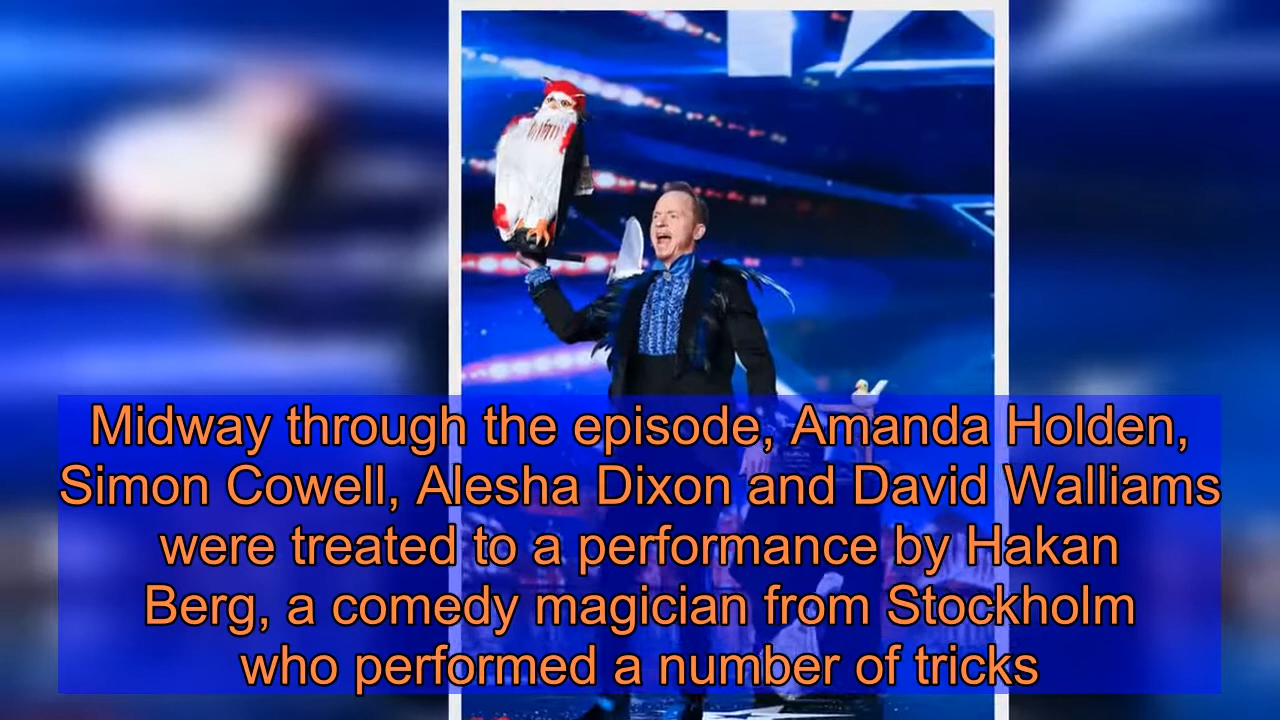 Midway through the episode, Amanda Holden,
Simon Cowell, Alesha Dixon and David Walliams
were treated to a performance by Hakan
Berg, a comedy magician from Stockholm
who performed a number of tricks